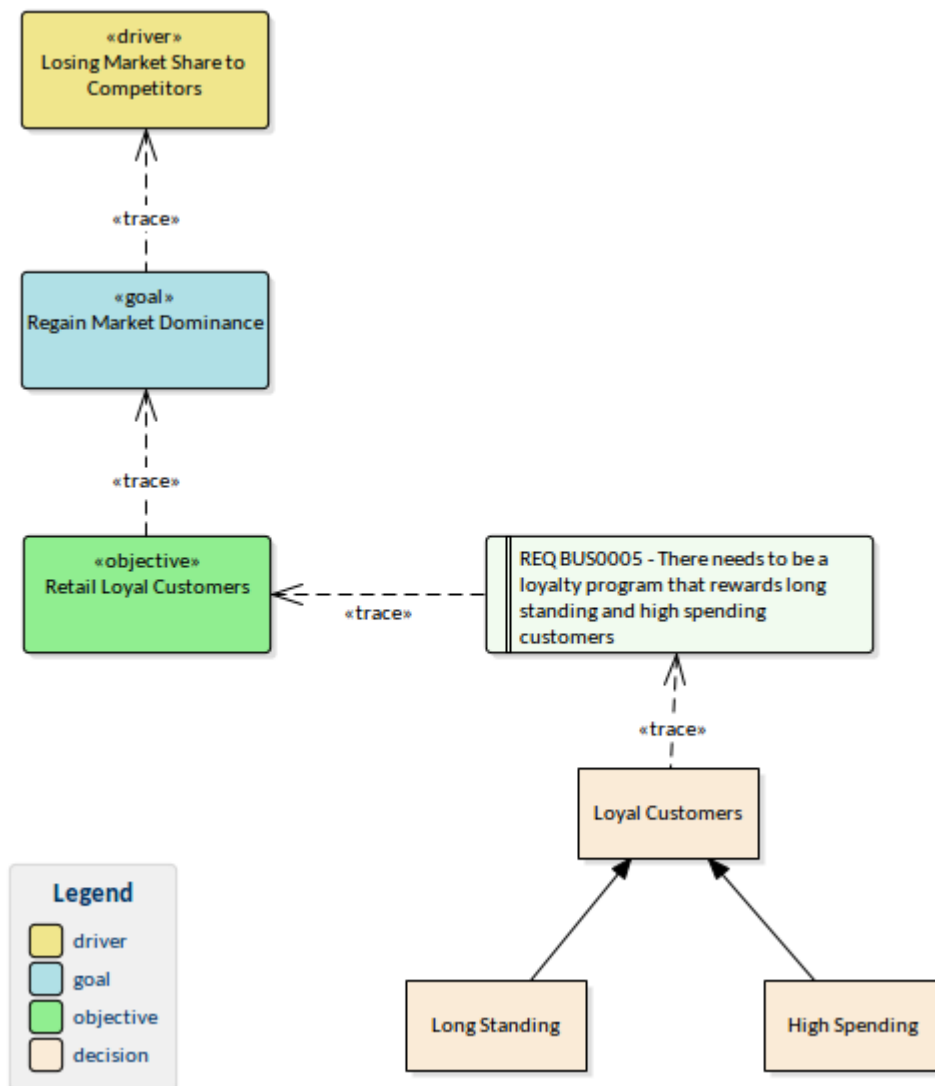 «driver»
Losing Market Share to
Competitors
«trace»
«goal»
Regain Market Dominance
«trace»
«objective»
Retail Loyal Customers
«trace»
REQ BUS0005 - There needs to be a
loyalty program that rewards long
standing and high spending
customers
«trace»
Loyal Customers
Long Standing
High Spending
Legend
driver
goal
objective
decision